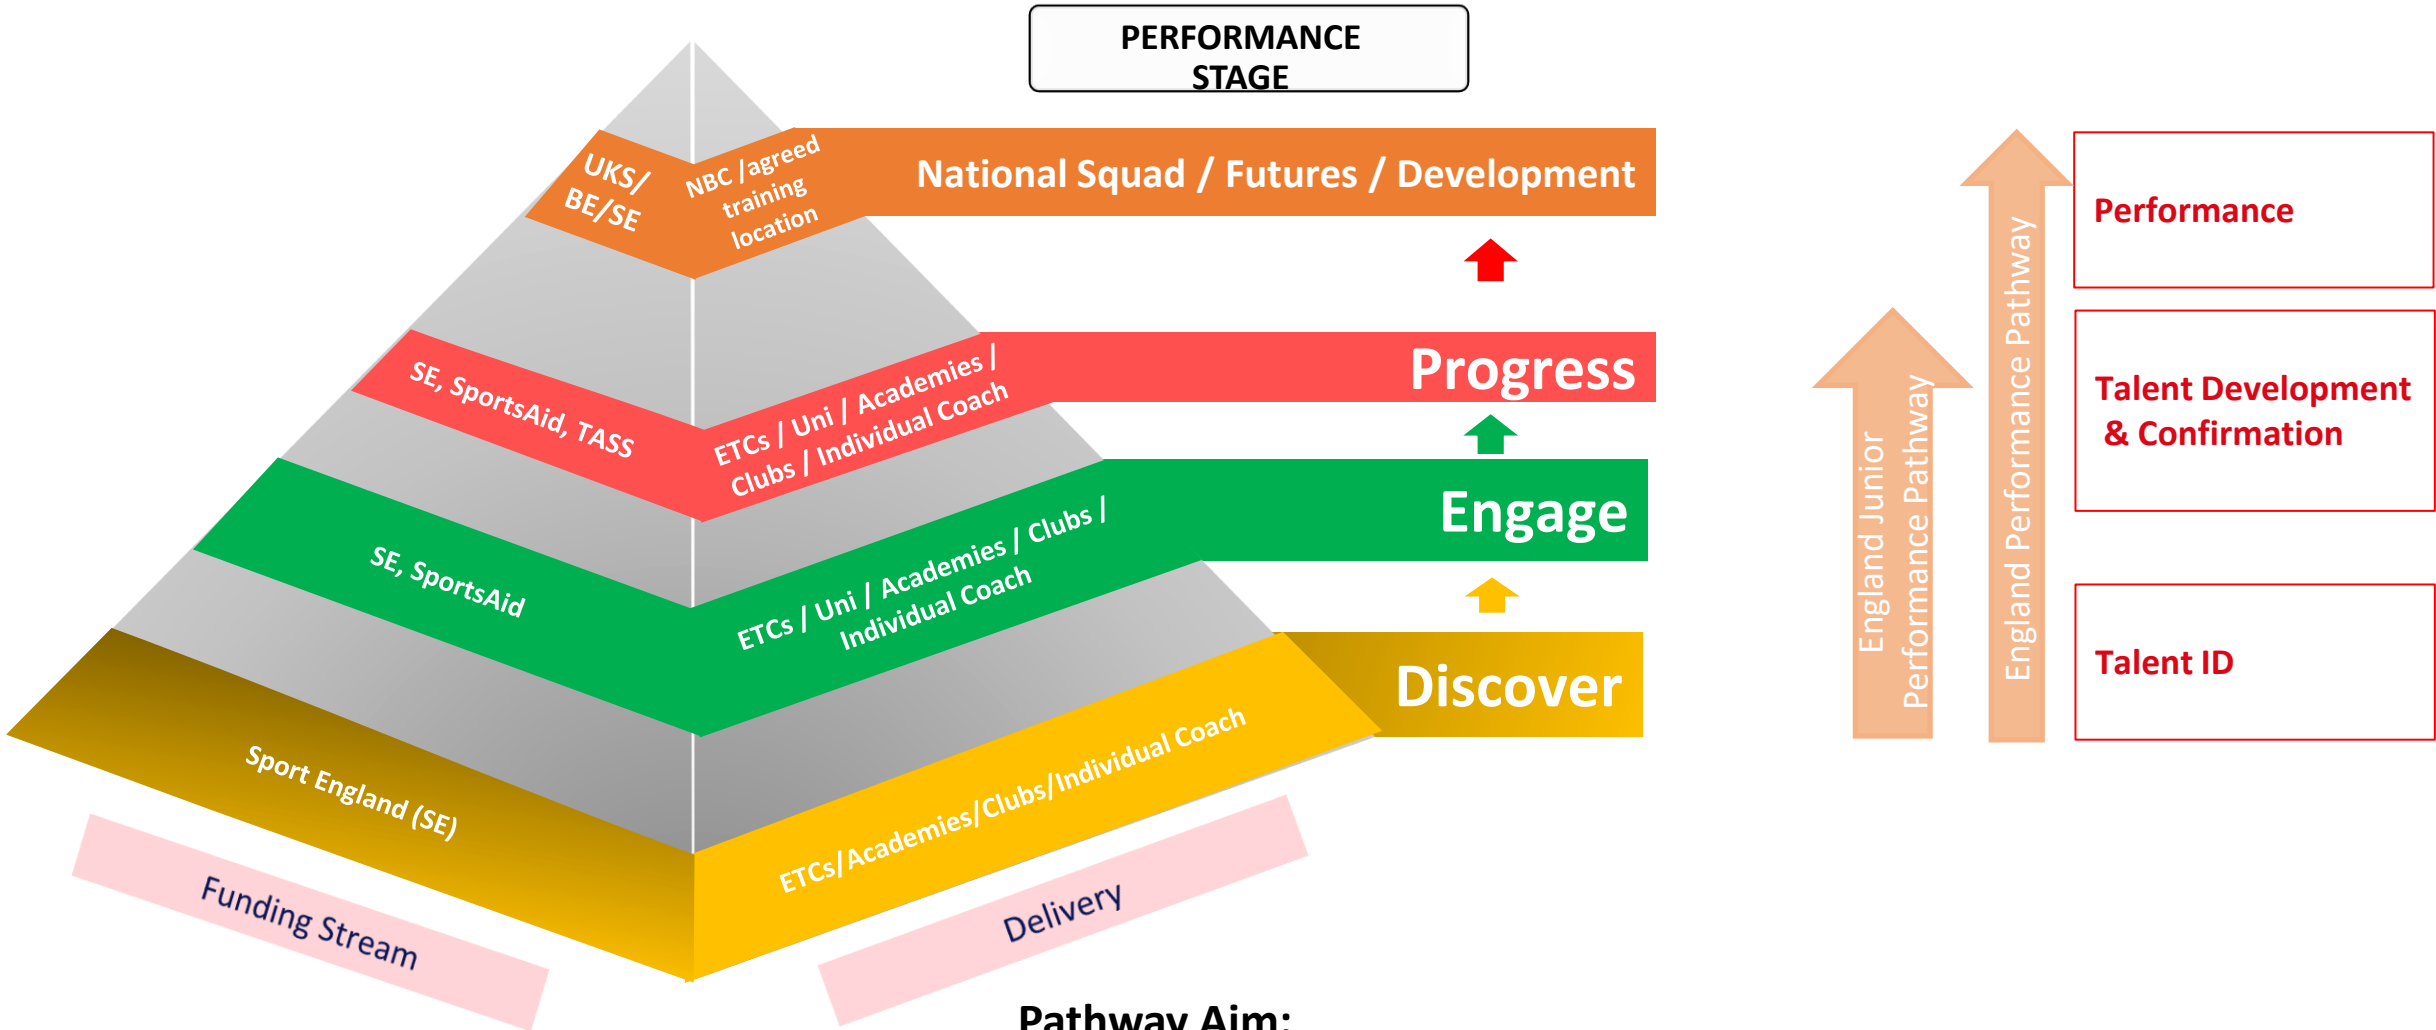 PERFORMANCE
STAGE
UKS/
BE/SE
NBC /agreed
training
location
National Squad / Futures / Development
SE, SportsAid, TASS
ETCs / Uni / Academies /
Clubs / Individual Coach
Progress
SE, SportsAid
ETCs / Uni / Academies / Clubs /
Individual Coach
Engage
Sport England (SE)
ETCs/Academies/Clubs/Individual Coach
Discover
Funding Stream
Delivery
England Junior
Performance Pathway
England Performance Pathway
Performance
Talent Development
& Confirmation
Talent ID
Pathway Aim: